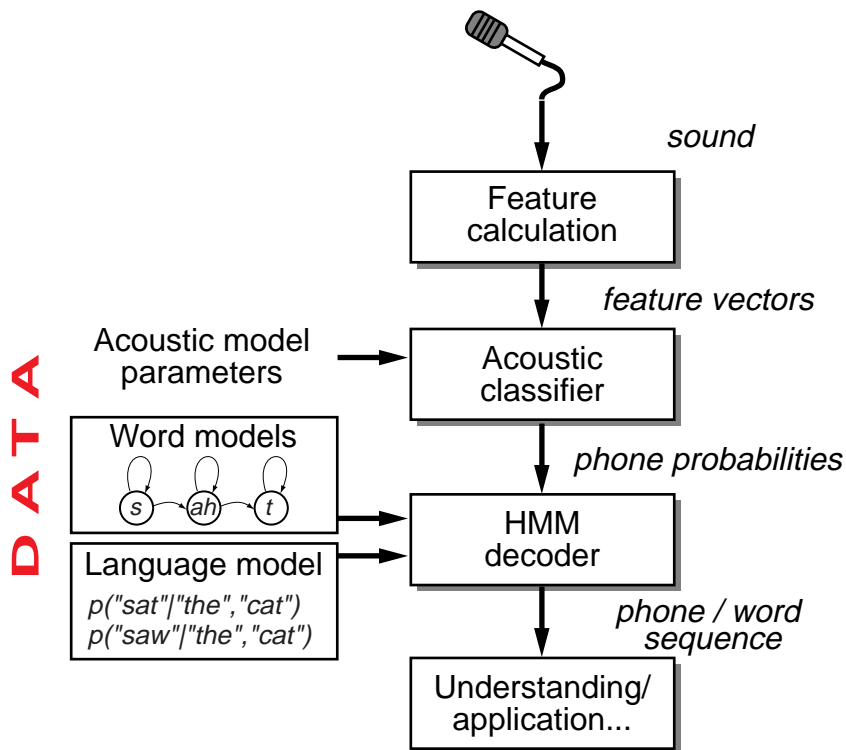 sound
Feature
calculation
feature vectors
Acoustic model
parameters
Acoustic
classifier
D A T A
Word models
s ah t
phone probabilities
HMM
decoder
Language model
p("sat"|"the","cat")
p("saw"|"the","cat")
phone / word
sequence
Understanding/
application...